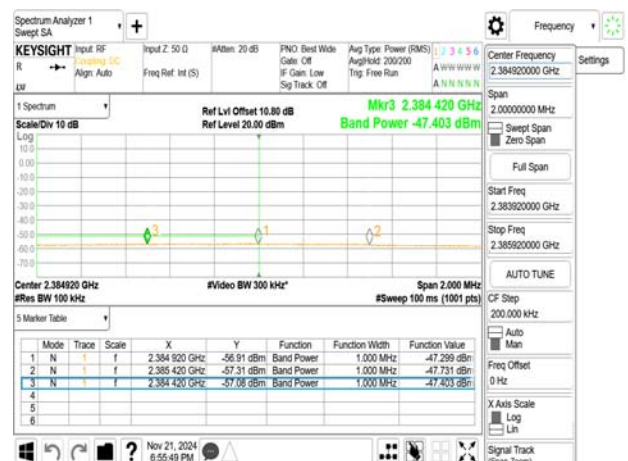 Spectrum Analyzer 1
Swept SA
+
Frequency
KEYSIGHT Input: RF Input Z: 50 Ω #Atten: 20 dB PNO: Best Wide Avg Type: Power (RMS) 1 2 3 4 5 6
R Coupling: DC Gate: Off Avg|Hold: 200/200 A W W W W W
Align: Auto Freq Ref: Int (S) IF Gain: Low Trig: Free Run
Sig Track: Off A N N N N N
LXI
1 Spectrum
Ref Lvl Offset 10.80 dB Mkr3 2.384 420 GHz
Scale/Div 10 dB Ref Level 20.00 dBm Band Power -47.403 dBm
Log
10.0
0.00
-10.0
-20.0
-30.0
-40.0
-50.0
-60.0
-70.0
3 1 2
Center 2.384920 GHz #Video BW 300 kHz* Span 2.000 MHz
#Res BW 100 kHz #Sweep 100 ms (1001 pts)
5 Marker Table
Mode Trace Scale X Y Function Function Width Function Value
1 N 1 f 2.384 920 GHz -56.91 dBm Band Power 1.000 MHz -47.299 dBm
2 N 1 f 2.385 420 GHz -57.31 dBm Band Power 1.000 MHz -47.731 dBm
3 N 1 f 2.384 420 GHz -57.08 dBm Band Power 1.000 MHz -47.403 dBm
4
5
6
? Nov 21, 2024
6:55:49 PM
Center Frequency
2.384920000 GHz
Settings
Span
2.00000000 MHz
Swept Span
Zero Span
Full Span
Start Freq
2.383920000 GHz
Stop Freq
2.385920000 GHz
AUTO TUNE
CF Step
200.000 kHz
Auto
Man
Freq Offset
0 Hz
X Axis Scale
Log
Lin
Signal Track
(Span Zoom)